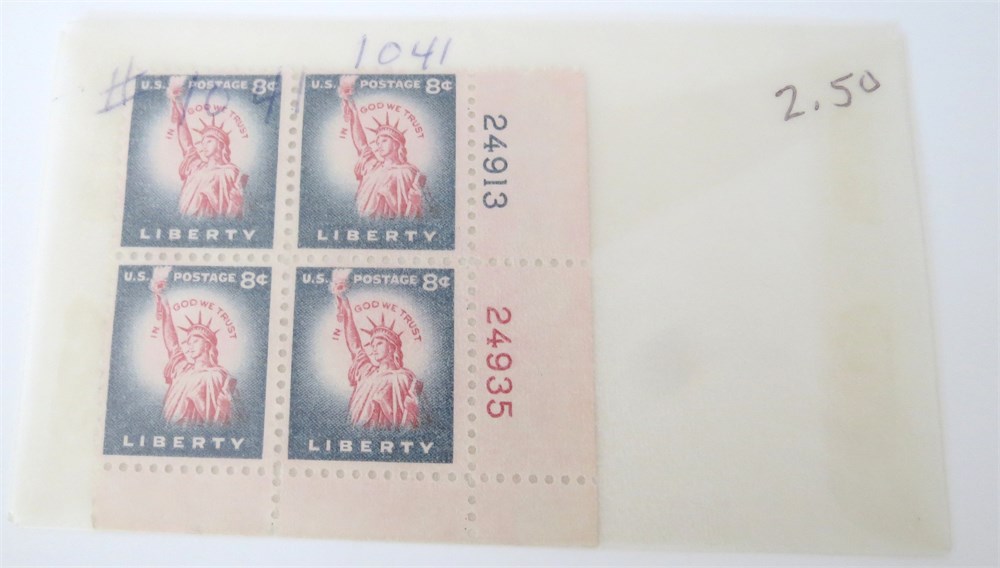 1041
# 1041
2.50
U.S. POSTAGE 8¢
IN GOD WE TRUST
LIBERTY
U.S. POSTAGE 8¢
IN GOD WE TRUST
LIBERTY
24913
U.S. POSTAGE 8¢
IN GOD WE TRUST
LIBERTY
U.S. POSTAGE 8¢
IN GOD WE TRUST
LIBERTY
24935